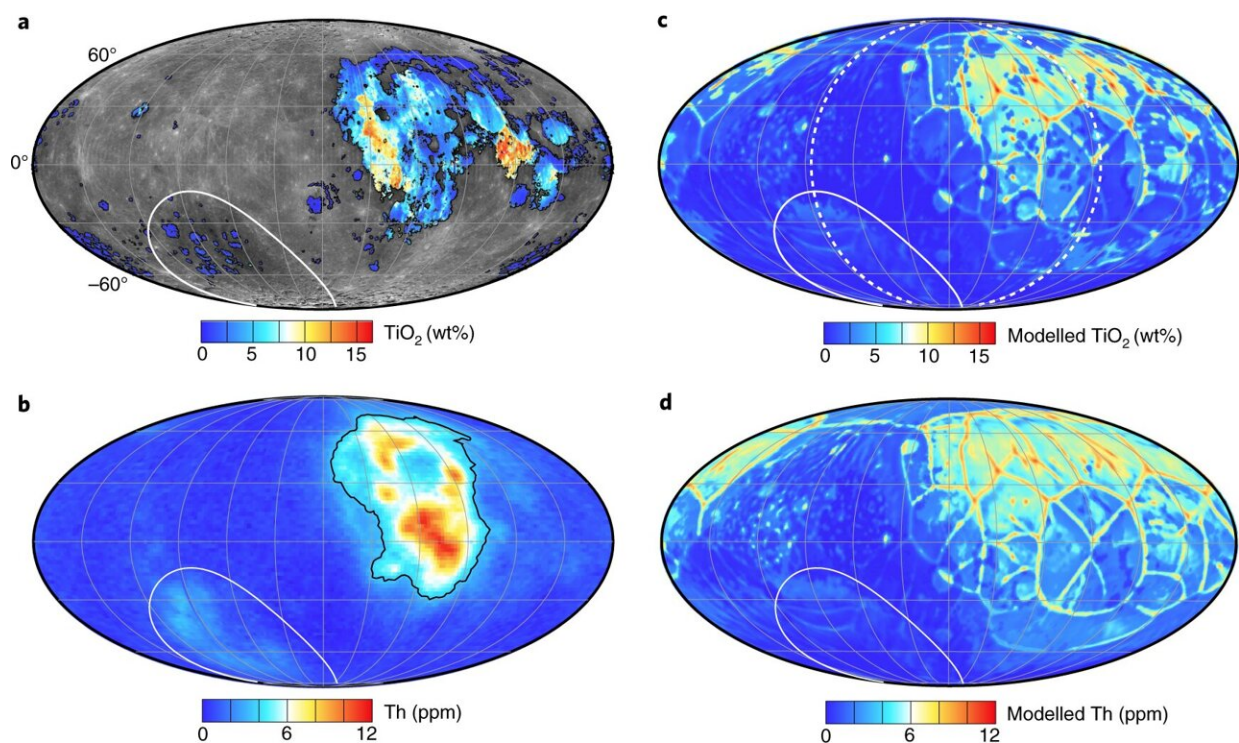 a
60°
0°
−60°
TiO₂ (wt%)
0 5 10 15
b
Th (ppm)
0 6 12
c
Modelled TiO₂ (wt%)
0 5 10 15
d
Modelled Th (ppm)
0 6 12